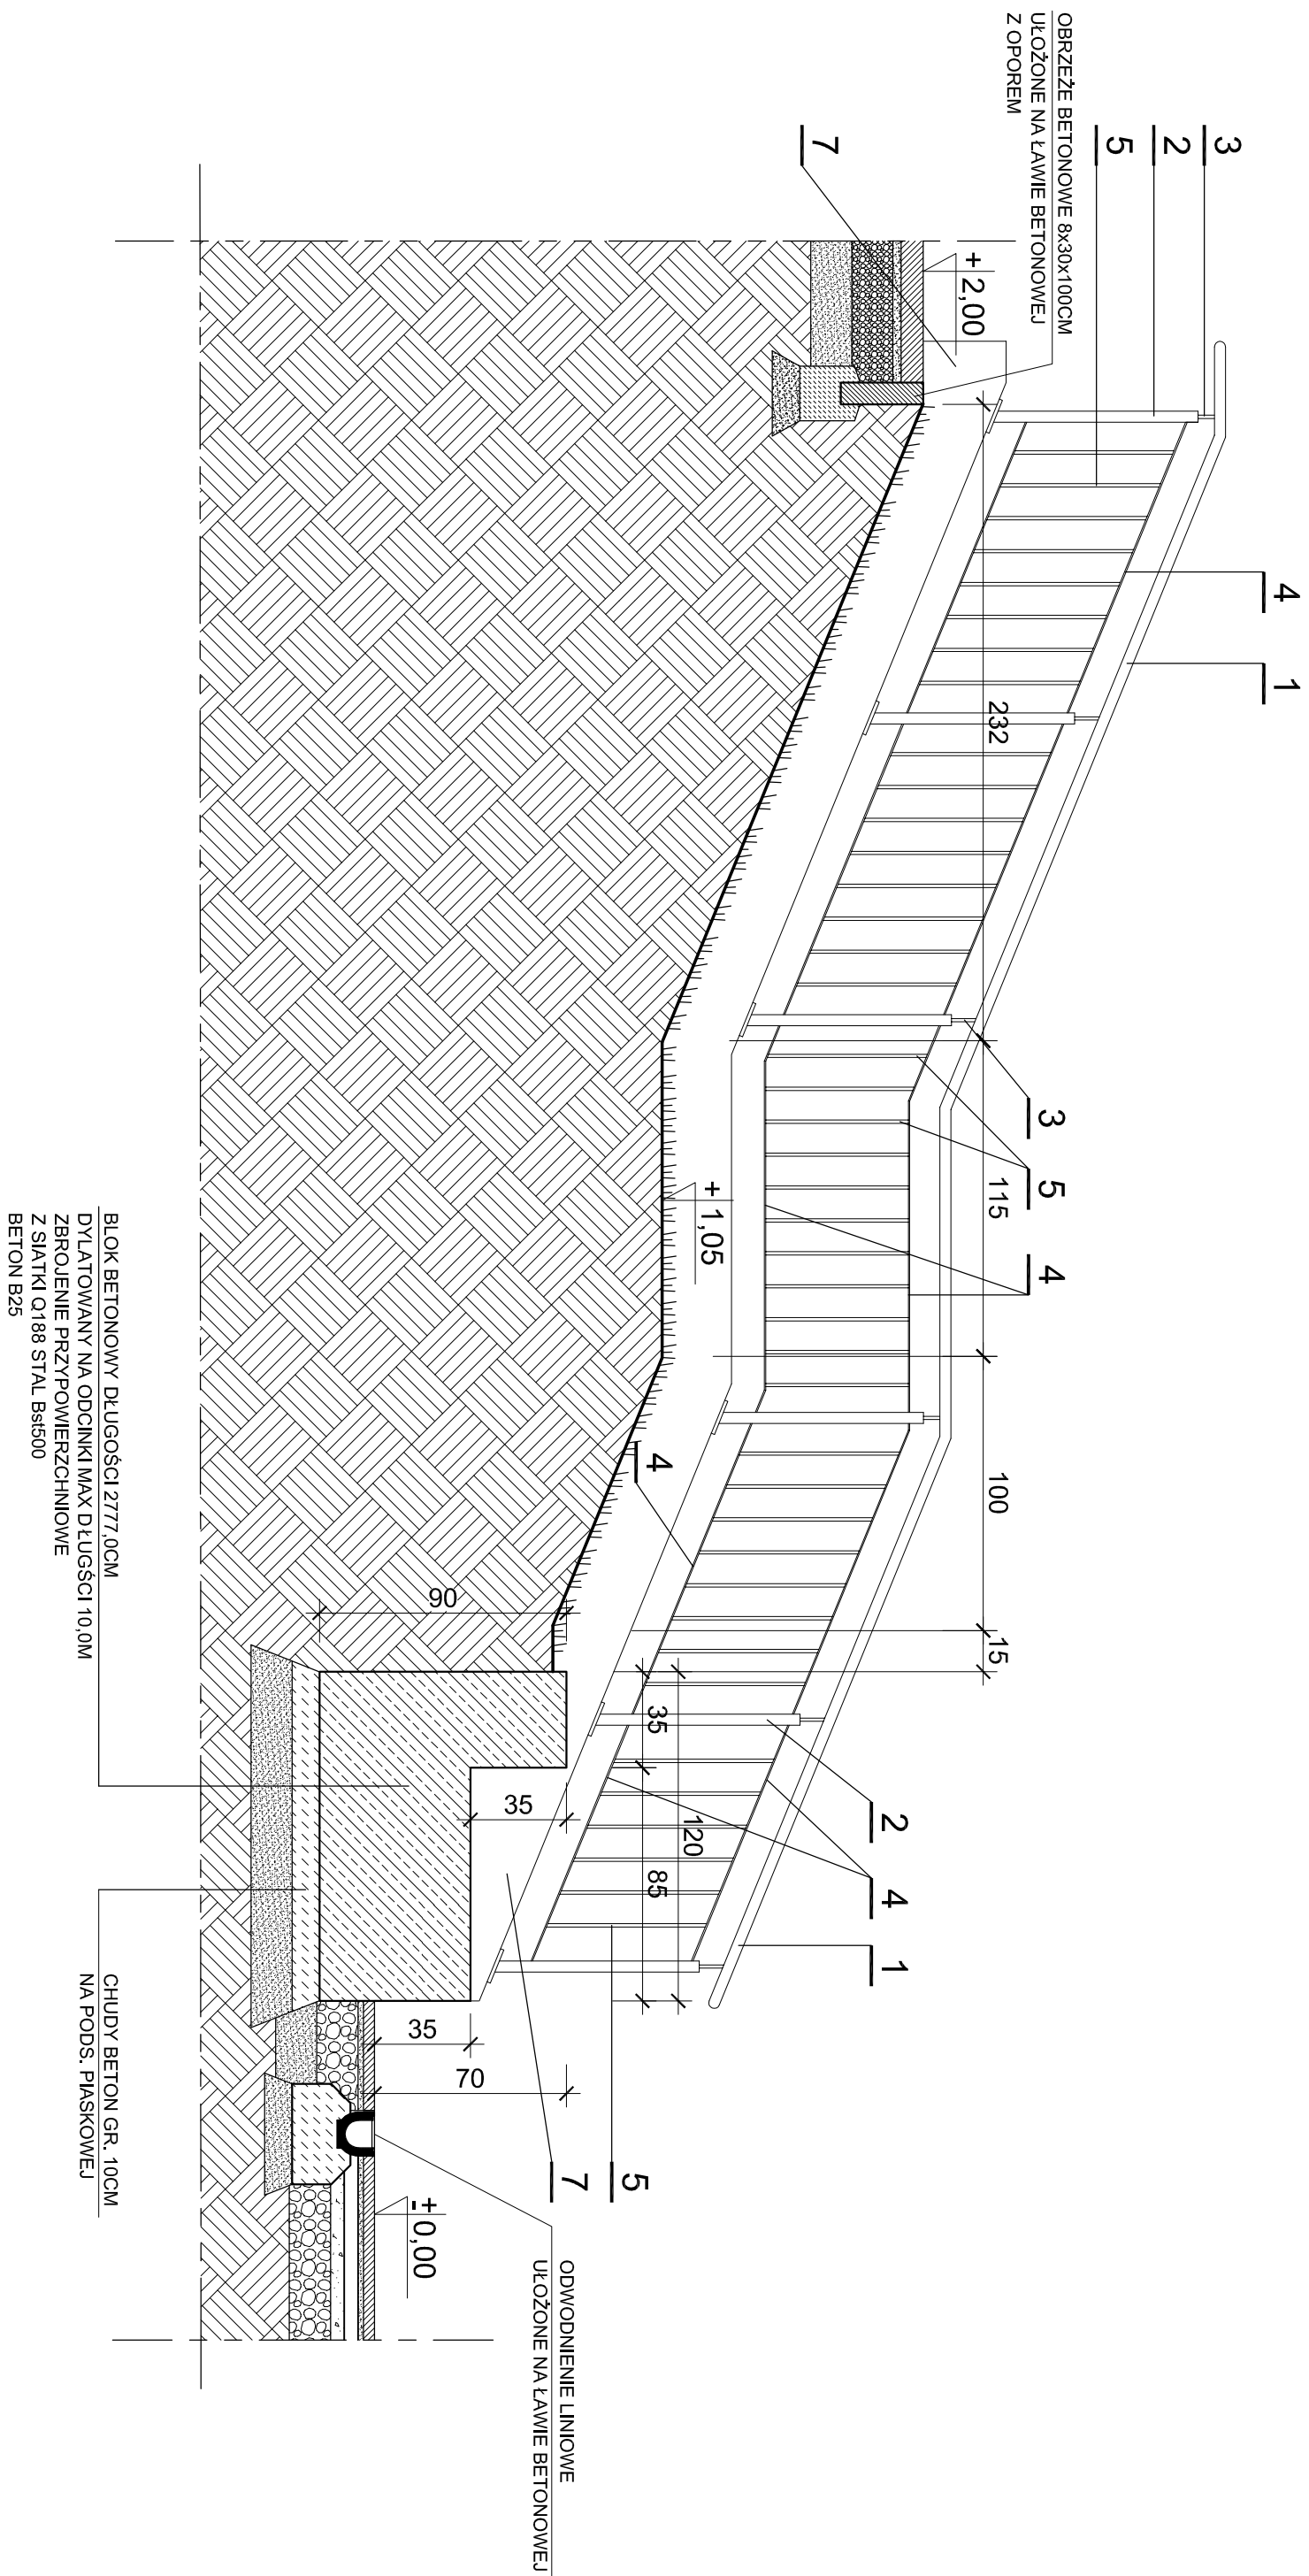 OBRZEŻE BETONOWE 8x30x100CM
UŁOŻONE NA ŁAWIE BETONOWEJ
Z OPOREM
3
2
5
7
4
1
+ 2,00
232
3
5
4
115
+ 1,05
100
15
4
90
35
120
85
35
2
4
1
35
70
5
7
± 0,00
ODWODNIENIE LINIOWE
UŁOŻONE NA ŁAWIE BETONOWEJ
BLOK BETONOWY DŁUGOŚCI 2777,0CM
DYLATOWANY NA ODCINKI MAX DŁUGŚCI 10,0M
ZBROJENIE PRZYPOWIERZCHNIOWE
Z SIATKI Q188 STAL Bst500
BETON B25
CHUDY BETON GR. 10CM
NA PODS. PIASKOWEJ